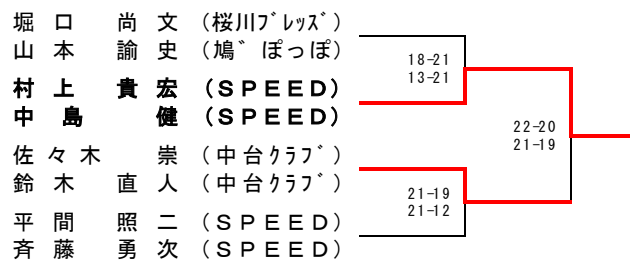 堀口 尚文 (桜川ﾌﾞﾚｯｽﾞ)
山本 諭史 (鳩゛ぽっぽ)
18-21
13-21
村上 貴宏 (ＳＰＥＥＤ)
中島 健 (ＳＰＥＥＤ)
22-20
21-19
佐々木 崇 (中台ｸﾗﾌﾞ)
鈴木 直人 (中台ｸﾗﾌﾞ)
21-19
21-12
平間 照二 (ＳＰＥＥＤ)
斉藤 勇次 (ＳＰＥＥＤ)